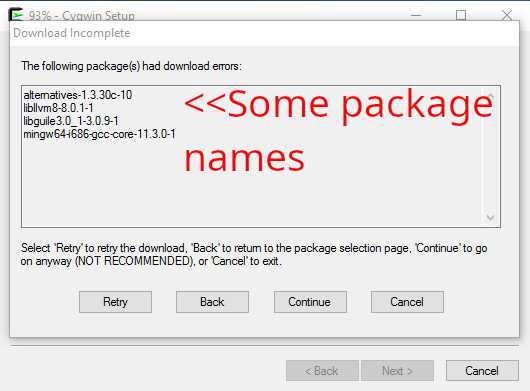 93% - Cygwin Setup
Download Incomplete
The following package(s) had download errors:
alternatives-1.3.30c-10
libllvm8-8.0.1-1
libguile3.0_1-3.0.9-1
mingw64-i686-gcc-core-11.3.0-1
<<Some package
names
Select 'Retry' to retry the download, 'Back' to return to the package selection page, 'Continue' to go
on anyway (NOT RECOMMENDED), or 'Cancel' to exit.
Retry Back Continue Cancel
< Back Next > Cancel